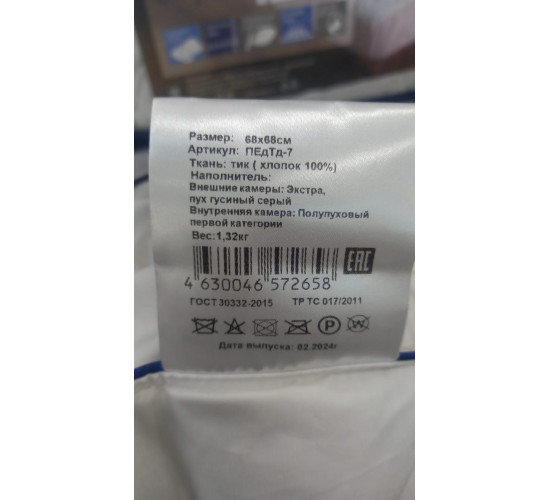 Размер: 68х68см
Артикул: ПЕдТд-7
Ткань: тик ( хлопок 100%)
Наполнитель:
Внешние камеры: Экстра,
пух гусиный серый
Внутренняя камера: Полупуховый
первой категории
Вес:1,32кг
EAC
4 630046 572658
ГОСТ 30332-2015 ТР ТС 017/2011
P W
Дата выпуска: 02.2024г